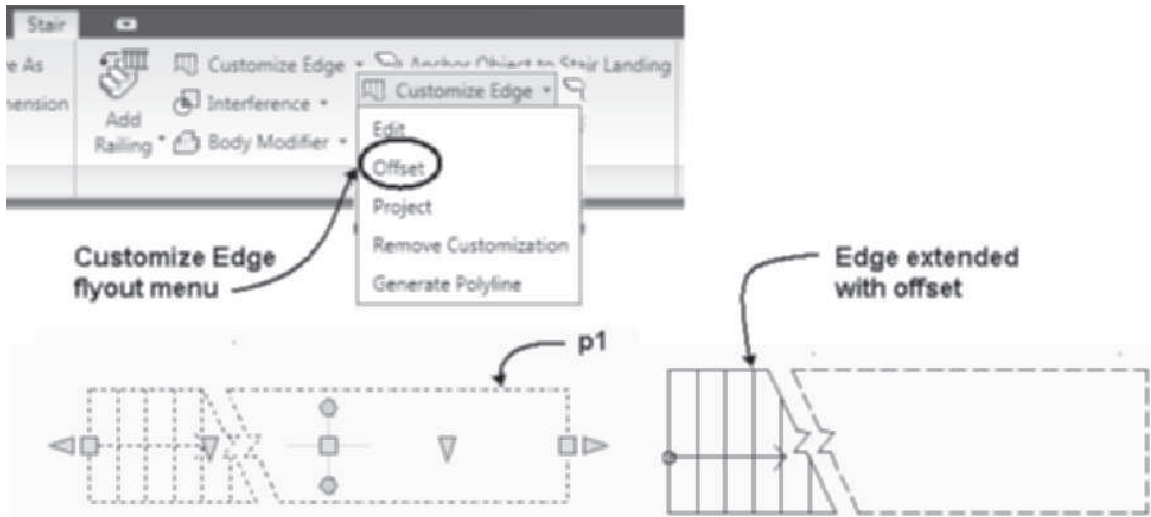 Stair
e As
Customize Edge
Anchor Object to Stair Landing
mension
Add
Railing
Interference
Body Modifier
Customize Edge
Edit
Offset
Project
Remove Customization
Generate Polyline
Customize Edge
flyout menu
Edge extended
with offset
p1